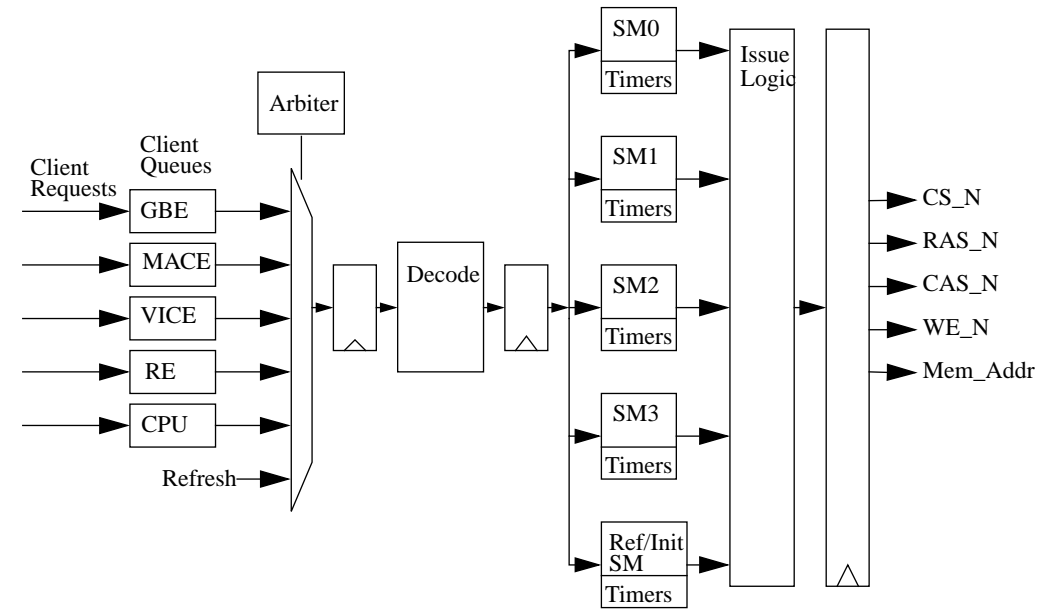 Client
Requests
Client
Queues
GBE
MACE
VICE
RE
CPU
Refresh
Arbiter
Decode
SM0
Timers
SM1
Timers
SM2
Timers
SM3
Timers
Ref/Init
SM
Timers
Issue
Logic
CS_N
RAS_N
CAS_N
WE_N
Mem_Addr